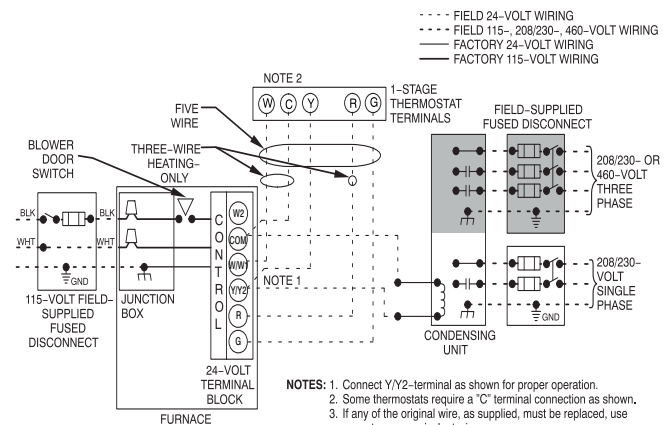 FIELD 24-VOLT WIRING
FIELD 115-, 208/230-, 460-VOLT WIRING
FACTORY 24-VOLT WIRING
FACTORY 115-VOLT WIRING
NOTE 2
W C Y R G
1-STAGE
THERMOSTAT
TERMINALS
FIVE
WIRE
THREE-WIRE
HEATING-
ONLY
BLOWER
DOOR
SWITCH
FIELD-SUPPLIED
FUSED DISCONNECT
208/230- OR
460-VOLT
THREE
PHASE
BLK
BLK
WHT
WHT
GND
CONTROL
W2
COM
W/W1
Y/Y2
R
G
NOTE 1
115-VOLT FIELD-
SUPPLIED
FUSED
DISCONNECT
JUNCTION
BOX
24-VOLT
TERMINAL
BLOCK
FURNACE
208/230-
VOLT
SINGLE
PHASE
GND
CONDENSING
UNIT
NOTES: 1. Connect Y/Y2-terminal as shown for proper operation.
2. Some thermostats require a "C" terminal connection as shown.
3. If any of the original wire, as supplied, must be replaced, use